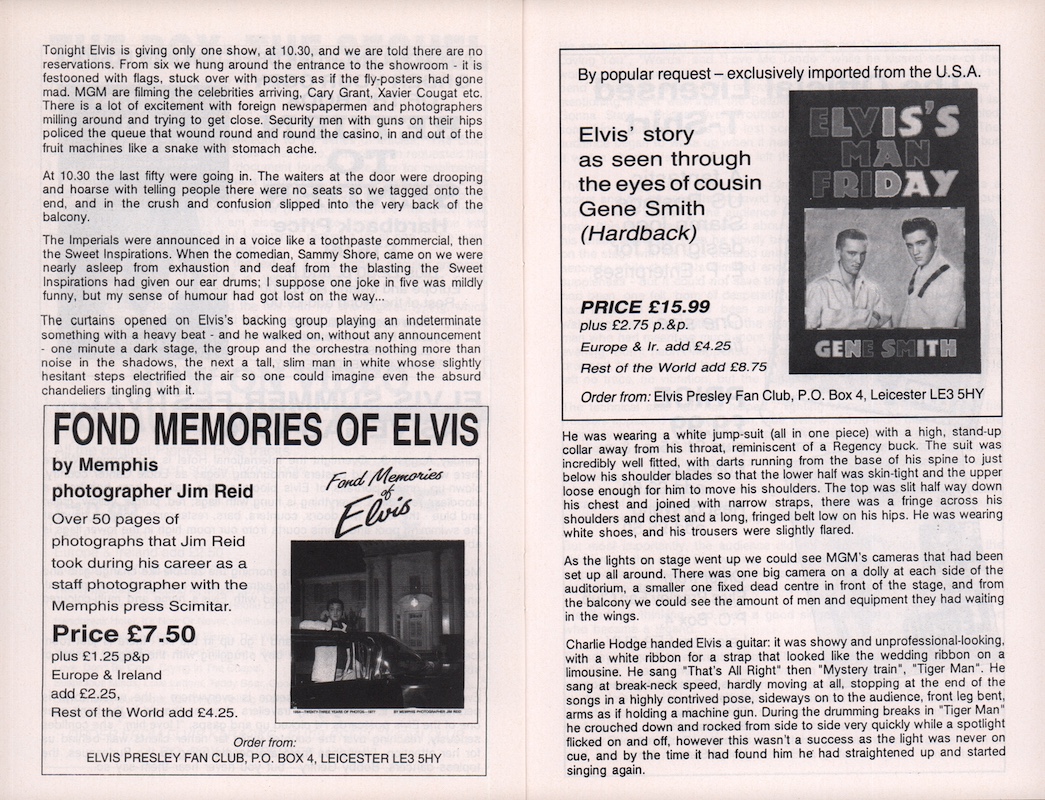 Tonight Elvis is giving only one show, at 10.30, and we are told there are no
reservations. From six we hung around the entrance to the showroom - it is
festooned with flags, stuck over with posters as if the fly-posters had gone
mad. MGM are filming the celebrities arriving, Cary Grant, Xavier Cougat etc.
There is a lot of excitement with foreign newspapermen and photographers
milling around and trying to get close. Security men with guns on their hips
policed the queue that wound round and round the casino, in and out of the
fruit machines like a snake with stomach ache.
At 10.30 the last fifty were going in. The waiters at the door were drooping
and hoarse with telling people there were no seats so we tagged onto the
end, and in the crush and confusion slipped into the very back of the
balcony.
The Imperials were announced in a voice like a toothpaste commercial, then
the Sweet Inspirations. When the comedian, Sammy Shore, came on we were
nearly asleep from exhaustion and deaf from the blasting the Sweet
Inspirations had given our ear drums; I suppose one joke in five was mildly
funny, but my sense of humour had got lost on the way...
The curtains opened on Elvis's backing group playing an indeterminate
something with a heavy beat - and he walked on, without any announcement
- one minute a dark stage, the group and the orchestra nothing more than
noise in the shadows, the next a tall, slim man in white whose slightly
hesitant steps electrified the air so one could imagine even the absurd
chandeliers tingling with it.
FOND MEMORIES OF ELVIS
by Memphis
photographer Jim Reid
Over 50 pages of
photographs that Jim Reid
took during his career as a
staff photographer with the
Memphis press Scimitar.
Price £7.50
plus £1.25 p&p
Europe & Ireland
add £2.25,
Rest of the World add £4.25.
Fond Memories
of
Elvis
1954—TWENTY-THREE YEARS OF PHOTOS—1977
BY MEMPHIS PHOTOGRAPHER JIM REID
Order from:
ELVIS PRESLEY FAN CLUB, P.O. BOX 4, LEICESTER LE3 5HY
By popular request – exclusively imported from the U.S.A.
Elvis' story
as seen through
the eyes of cousin
Gene Smith
(Hardback)
PRICE £15.99
plus £2.75 p.&p.
Europe & Ir. add £4.25
Rest of the World add £8.75
ELVIS'S
MAN
FRIDAY
GENE SMITH
Order from: Elvis Presley Fan Club, P.O. Box 4, Leicester LE3 5HY
He was wearing a white jump-suit (all in one piece) with a high, stand-up
collar away from his throat, reminiscent of a Regency buck. The suit was
incredibly well fitted, with darts running from the base of his spine to just
below his shoulder blades so that the lower half was skin-tight and the upper
loose enough for him to move his shoulders. The top was slit half way down
his chest and joined with narrow straps, there was a fringe across his
shoulders and chest and a long, fringed belt low on his hips. He was wearing
white shoes, and his trousers were slightly flared.
As the lights on stage went up we could see MGM's cameras that had been
set up all around. There was one big camera on a dolly at each side of the
auditorium, a smaller one fixed dead centre in front of the stage, and from
the balcony we could see the amount of men and equipment they had waiting
in the wings.
Charlie Hodge handed Elvis a guitar: it was showy and unprofessional-looking,
with a white ribbon for a strap that looked like the wedding ribbon on a
limousine. He sang "That's All Right" then "Mystery train", "Tiger Man". He
sang at break-neck speed, hardly moving at all, stopping at the end of the
songs in a highly contrived pose, sideways on to the audience, front leg bent,
arms as if holding a machine gun. During the drumming breaks in "Tiger Man"
he crouched down and rocked from side to side very quickly while a spotlight
flicked on and off, however this wasn't a success as the light was never on
cue, and by the time it had found him he had straightened up and started
singing again.